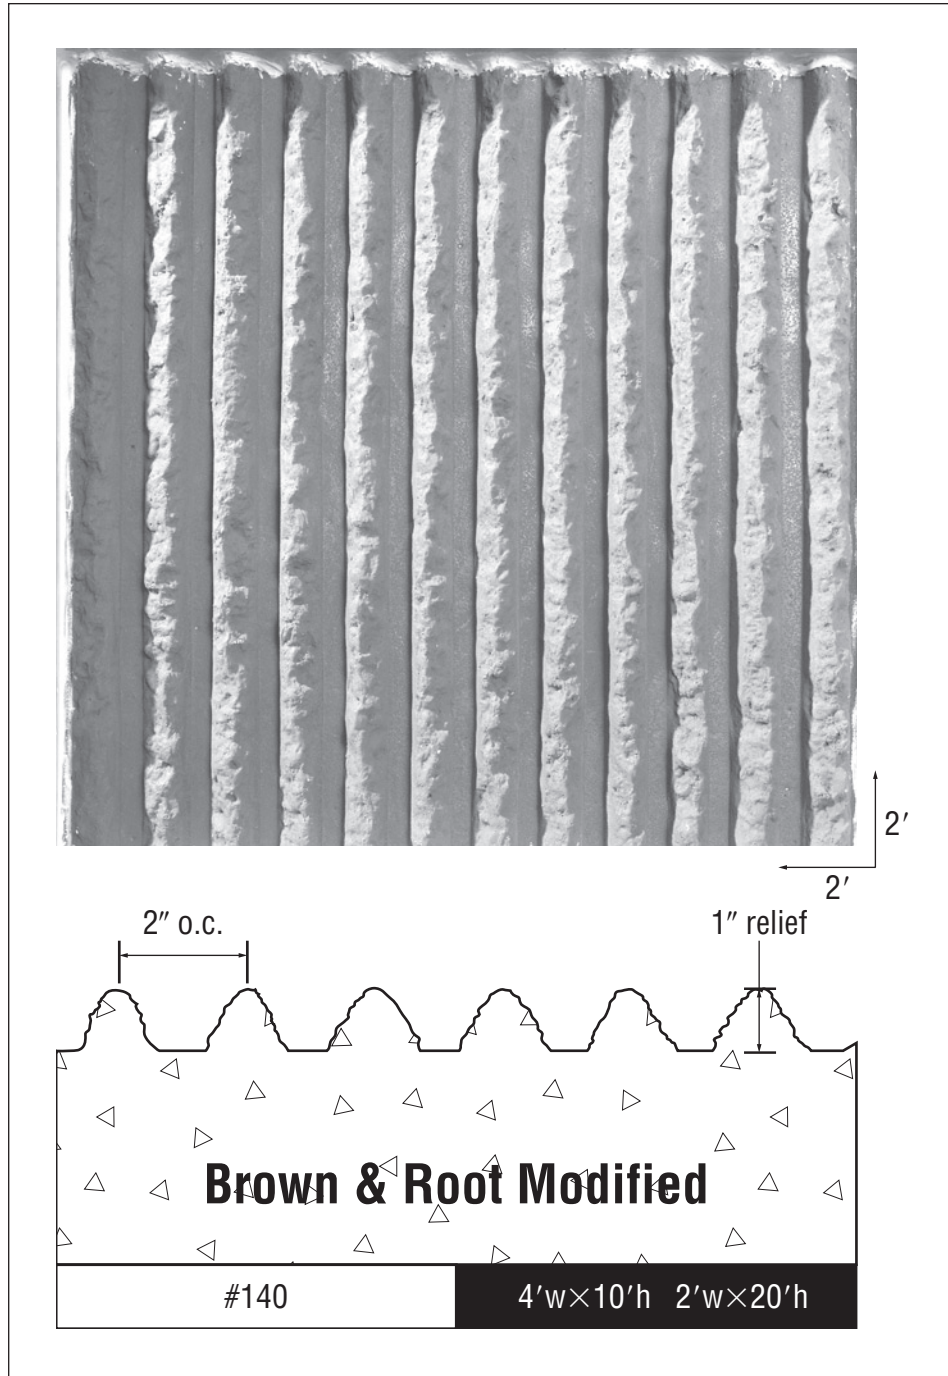 2′
2′
2″ o.c.
1″ relief
Brown & Root Modified
#140
4′w×10′h 2′w×20′h